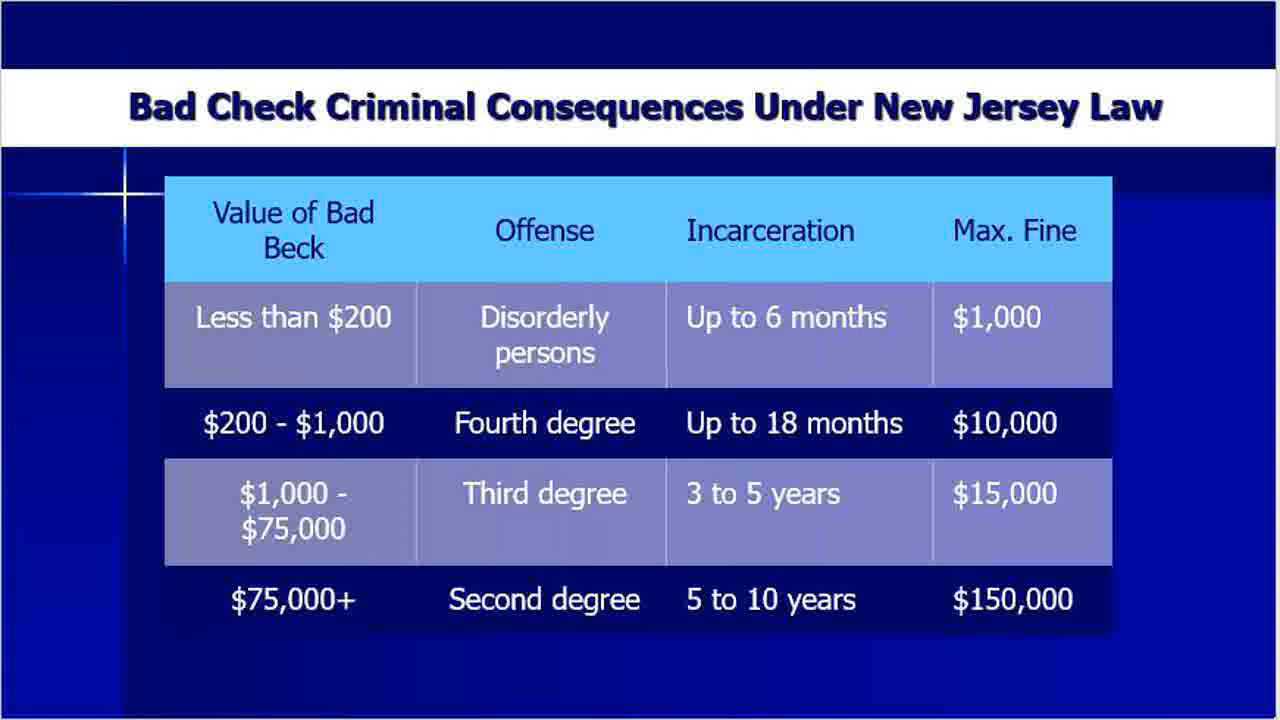 Bad Check Criminal Consequences Under New Jersey Law
Value of Bad
Beck
Offense
Incarceration
Max. Fine
Less than $200
Disorderly
persons
Up to 6 months
$1,000
$200 - $1,000
Fourth degree
Up to 18 months
$10,000
$1,000 -
$75,000
Third degree
3 to 5 years
$15,000
$75,000+
Second degree
5 to 10 years
$150,000